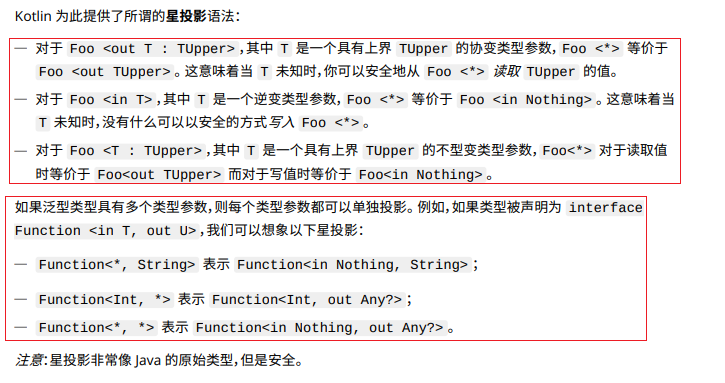 Kotlin 为此提供了所谓的星投影语法：
— 对于 Foo <out T : TUpper>，其中 T 是一个具有上界 TUpper 的协变类型参数，Foo <*> 等价于
Foo <out TUpper>。这意味着当 T 未知时，你可以安全地从 Foo <*> 读取 TUpper 的值。
— 对于 Foo <in T>，其中 T 是一个逆变类型参数，Foo <*> 等价于 Foo <in Nothing>。这意味着当
T 未知时，没有什么可以以安全的方式写入 Foo <*>。
— 对于 Foo <T : TUpper>，其中 T 是一个具有上界 TUpper 的不型变类型参数，Foo<*> 对于读取值
时等价于 Foo<out TUpper> 而对于写值时等价于 Foo<in Nothing>。
如果泛型类型具有多个类型参数，则每个类型参数都可以单独投影。例如，如果类型被声明为 interface
Function <in T, out U>，我们可以想象以下星投影：
— Function<*, String> 表示 Function<in Nothing, String>；
— Function<Int, *> 表示 Function<Int, out Any?>；
— Function<*, *> 表示 Function<in Nothing, out Any?>。
注意：星投影非常像 Java 的原始类型，但是安全。